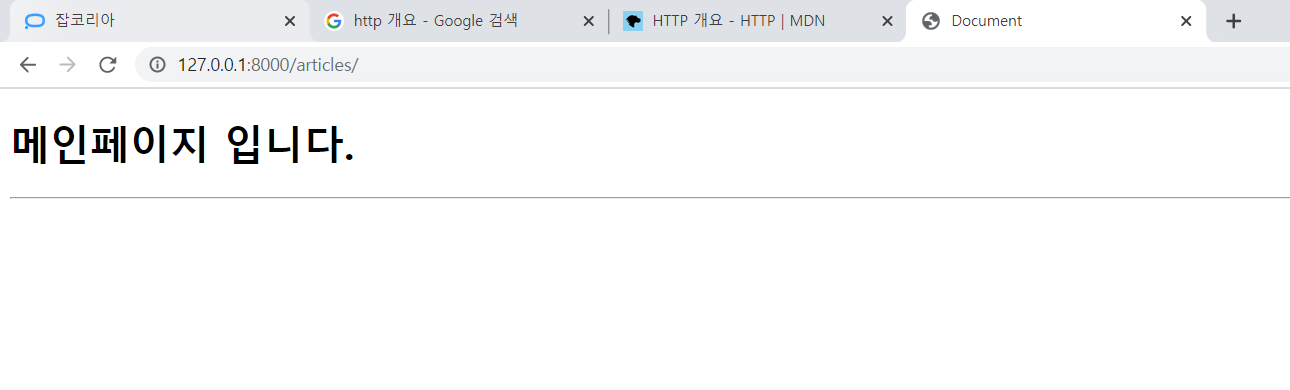 잡코리아
http 개요 - Google 검색
HTTP 개요 - HTTP | MDN
Document
127.0.0.1:8000/articles/
메인페이지 입니다.